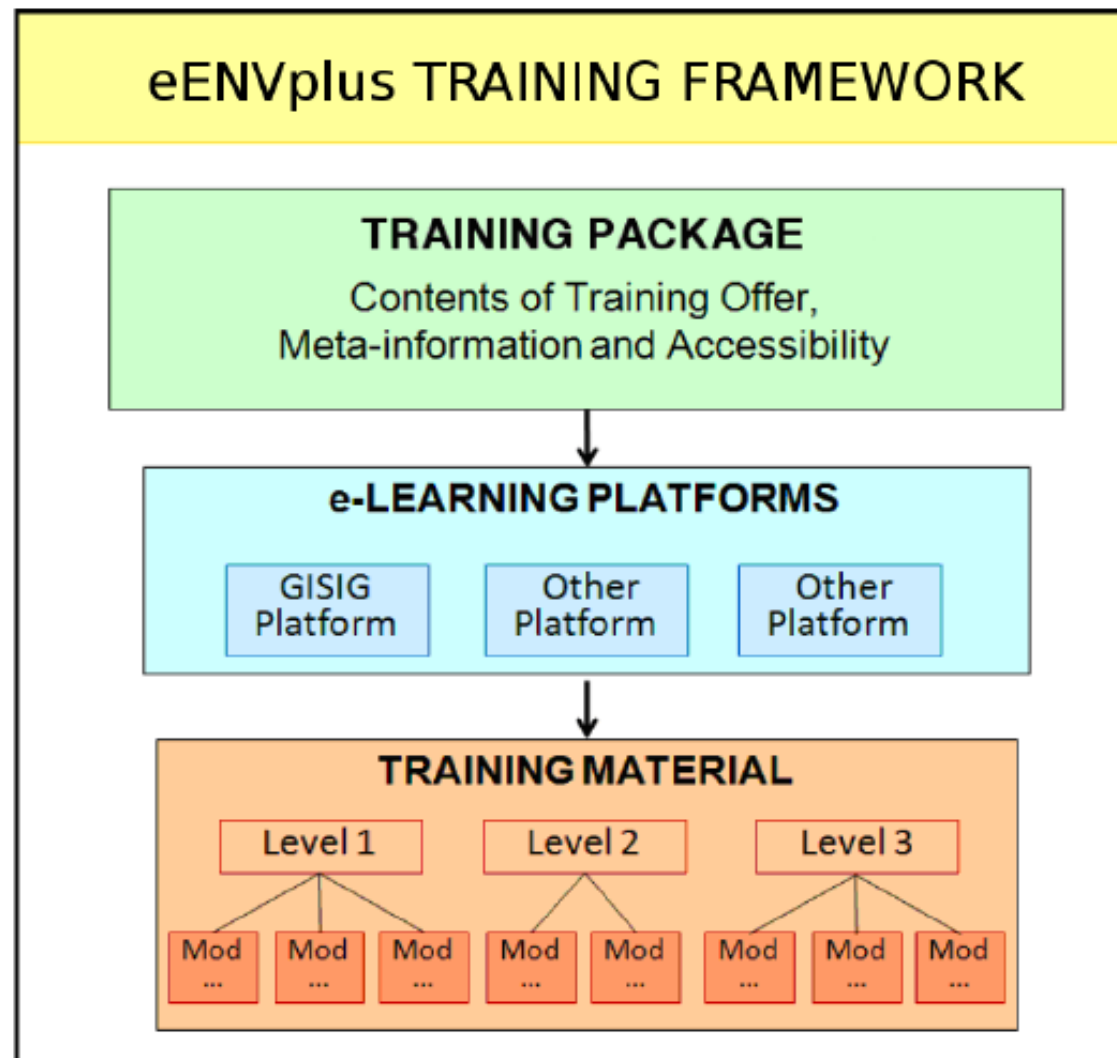 eENVplus TRAINING FRAMEWORK
TRAINING PACKAGE
Contents of Training Offer,
Meta-information and Accessibility
e-LEARNING PLATFORMS
GISIG
Platform
Other
Platform
Other
Platform
TRAINING MATERIAL
Level 1
Level 2
Level 3
Mod
...
Mod
...
Mod
...
Mod
...
Mod
...
Mod
...
Mod
...
Mod
...